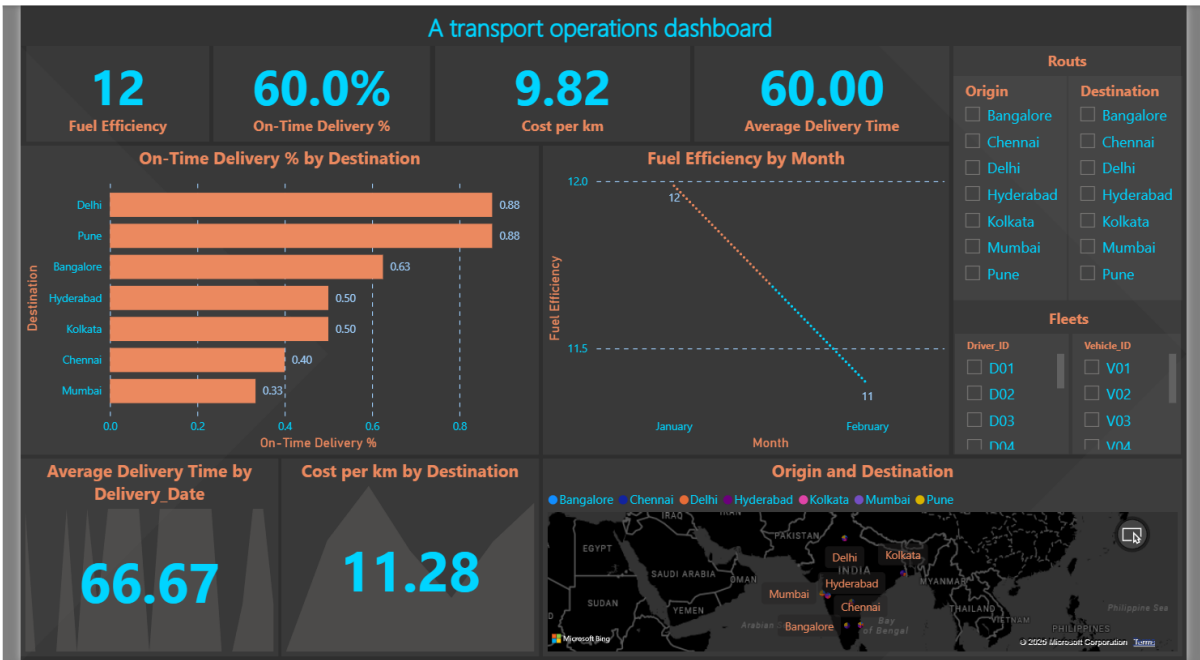 A transport operations dashboard
12
Fuel Efficiency
60.0%
On-Time Delivery %
9.82
Cost per km
60.00
Average Delivery Time
Routs
Origin
Bangalore
Chennai
Delhi
Hyderabad
Kolkata
Mumbai
Pune
Destination
Bangalore
Chennai
Delhi
Hyderabad
Kolkata
Mumbai
Pune
On-Time Delivery % by Destination
Destination
Delhi
0.88
Pune
0.88
Bangalore
0.63
Hyderabad
0.50
Kolkata
0.50
Chennai
0.40
Mumbai
0.33
0.0 0.2 0.4 0.6 0.8
On-Time Delivery %
Fuel Efficiency by Month
Fuel Efficiency
12.0
12
11.5
11
January February
Month
Fleets
Driver_ID
D01
D02
D03
D04
Vehicle_ID
V01
V02
V03
V04
Average Delivery Time by
Delivery_Date
66.67
Cost per km by Destination
11.28
Origin and Destination
Bangalore Chennai Delhi Hyderabad Kolkata Mumbai Pune
IRAQ
IRAN
PAKISTAN
EGYPT
Delhi
Kolkata
SAUDI ARABIA
OMAN
INDIA
Hyderabad
MYANMAR
Mumbai
SUDAN
YEMEN
Chennai
THAILAND
Philippine Sea
Arabian
Bangalore
Bay
of Bengal
VIETNAM
PHILIPPINES
Microsoft Bing
© 2025 Microsoft Corporation Terms